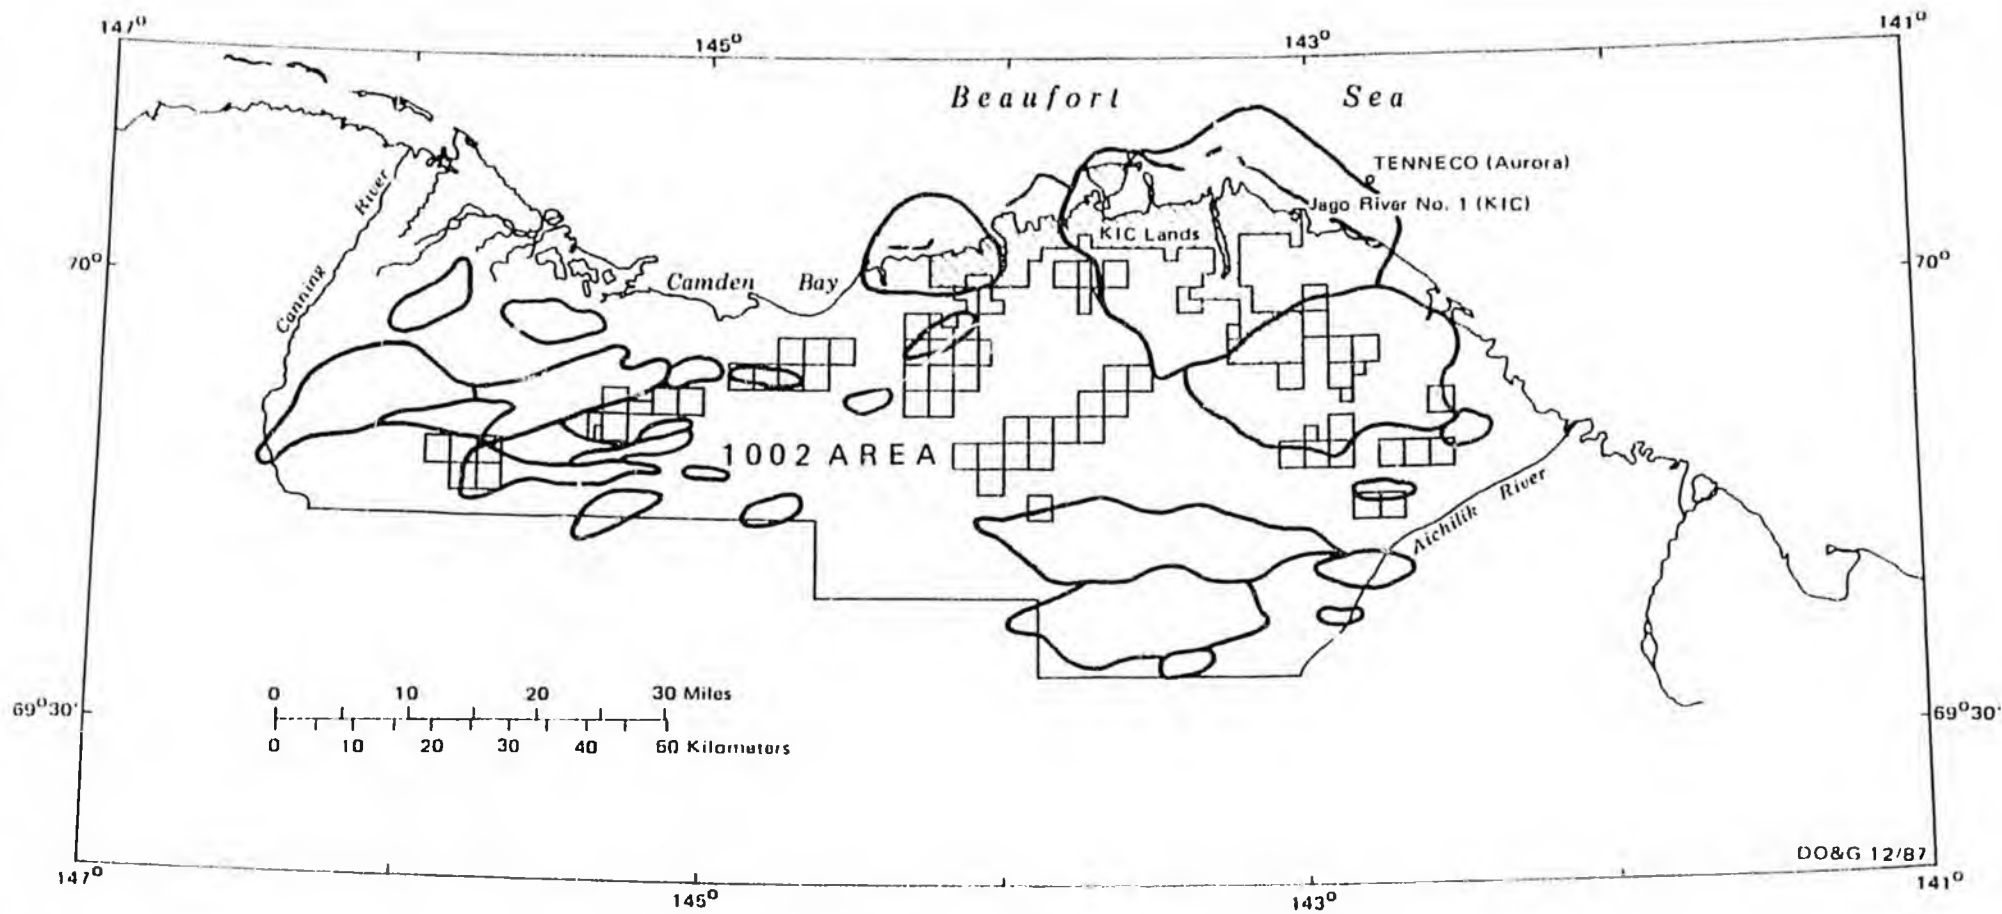 147° 145° 143° 141°
Beaufort Sea
TENNECO (Aurora)
River
Jago River No. 1 (KIC)
KIC Lands
70° 70°
Camden Bay
Canning
1002 AREA
River
Aichilik
0 10 20 30 Miles
69°30' 69°30'
0 10 20 30 40 50 Kilometers
DO&G 12/87
147° 145° 143° 141°